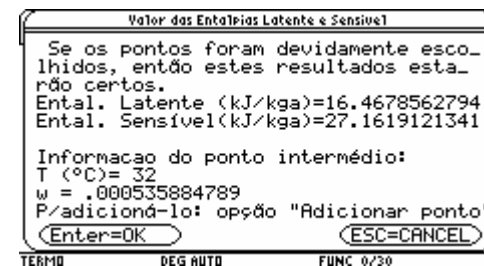 Valor das Entalpias Latente e Sensivel
Se os pontos foram devidamente esco_
lhidos, então estes resultados esta_
rão certos.
Ental. Latente (kJ/kga)=16.4678562794
Ental. Sensível(kJ/kga)=27.1619121341
Informacao do ponto intermédio:
T (°C)= 32
w = .000535884789
P/adicioná-lo: opção "Adicionar ponto"
Enter=OK ESC=CANCEL
TERMO DEG AUTO FUNC 0/30